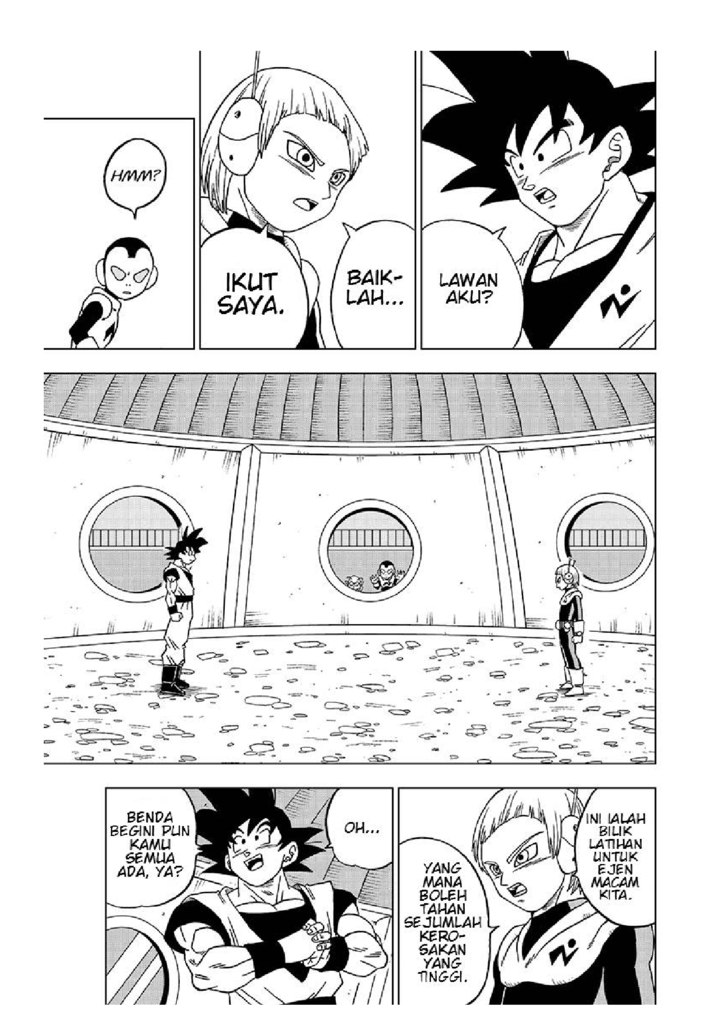 LAWAN
AKU?
BAIK-
LAH...
IKUT
SAYA.
HMM?
INI IALAH
BILIK
LATIHAN
UNTUK
EJEN
MACAM
KITA.
YANG
MANA
BOLEH
TAHAN
SEJUMLAH
KERO-
SAKAN
YANG
TINGGI.
OH...
BENDA
BEGINI PUN
KAMU
SEMUA
ADA, YA?